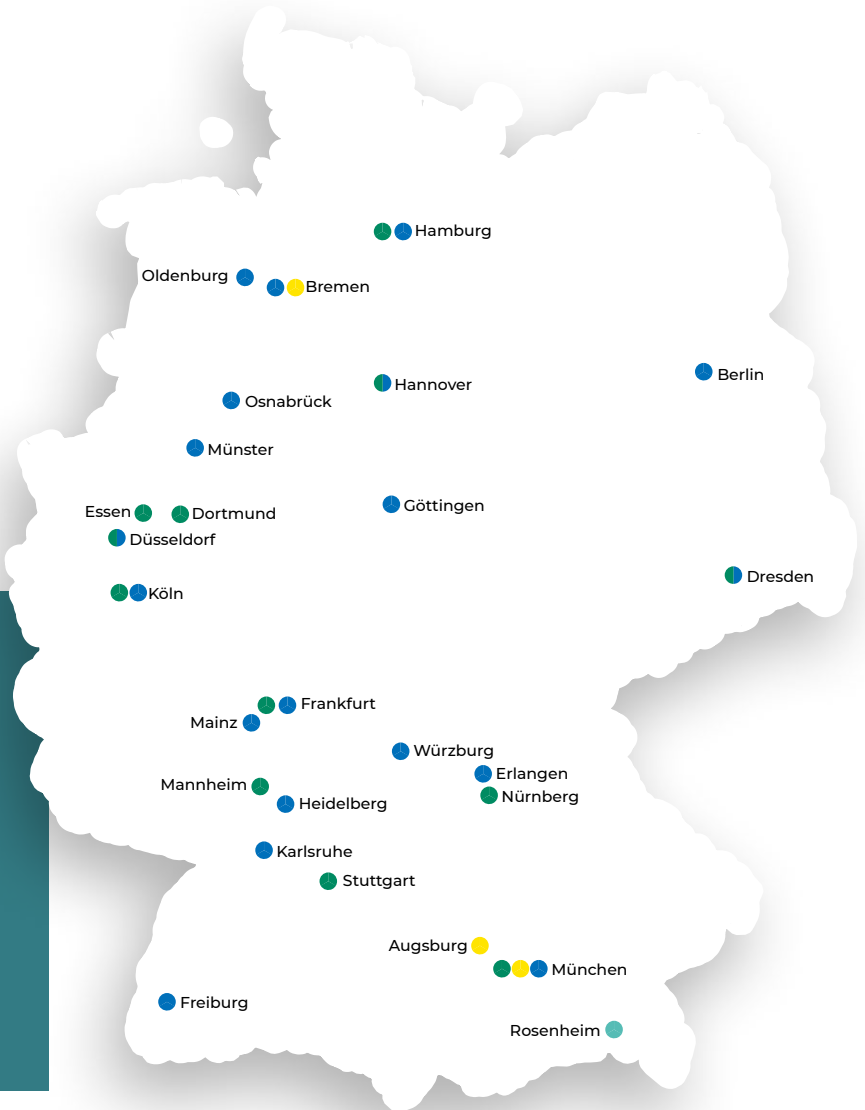 Hamburg
Oldenburg
Bremen
Berlin
Hannover
Osnabrück
Münster
Göttingen
Essen
Dortmund
Düsseldorf
Dresden
Köln
Frankfurt
Mainz
Würzburg
Erlangen
Mannheim
Nürnberg
Heidelberg
Karlsruhe
Stuttgart
Augsburg
München
Freiburg
Rosenheim